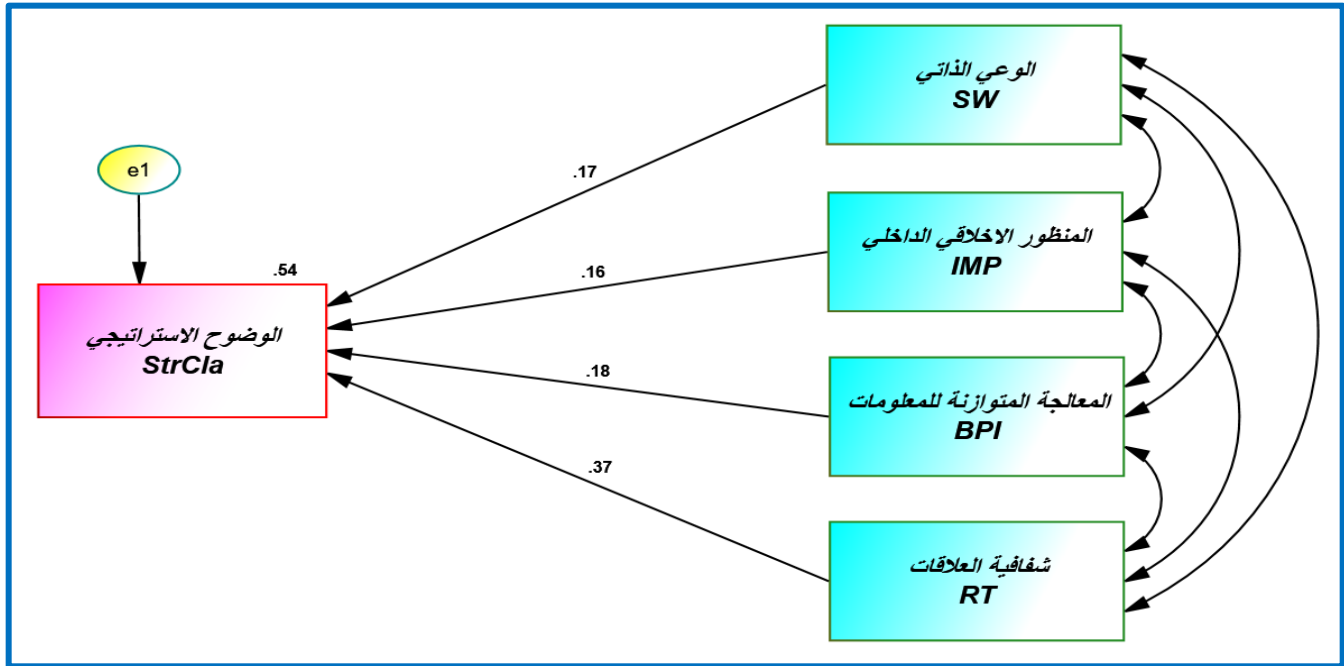 الوعي الذاتي
SW
e1
.17
المنظور الاخلاقي الداخلي
IMP
.54
.16
الوضوح الاستراتيجي
StrCla
.18
المعالجة المتوازنة للمعلومات
BPI
.37
شفافية العلاقات
RT